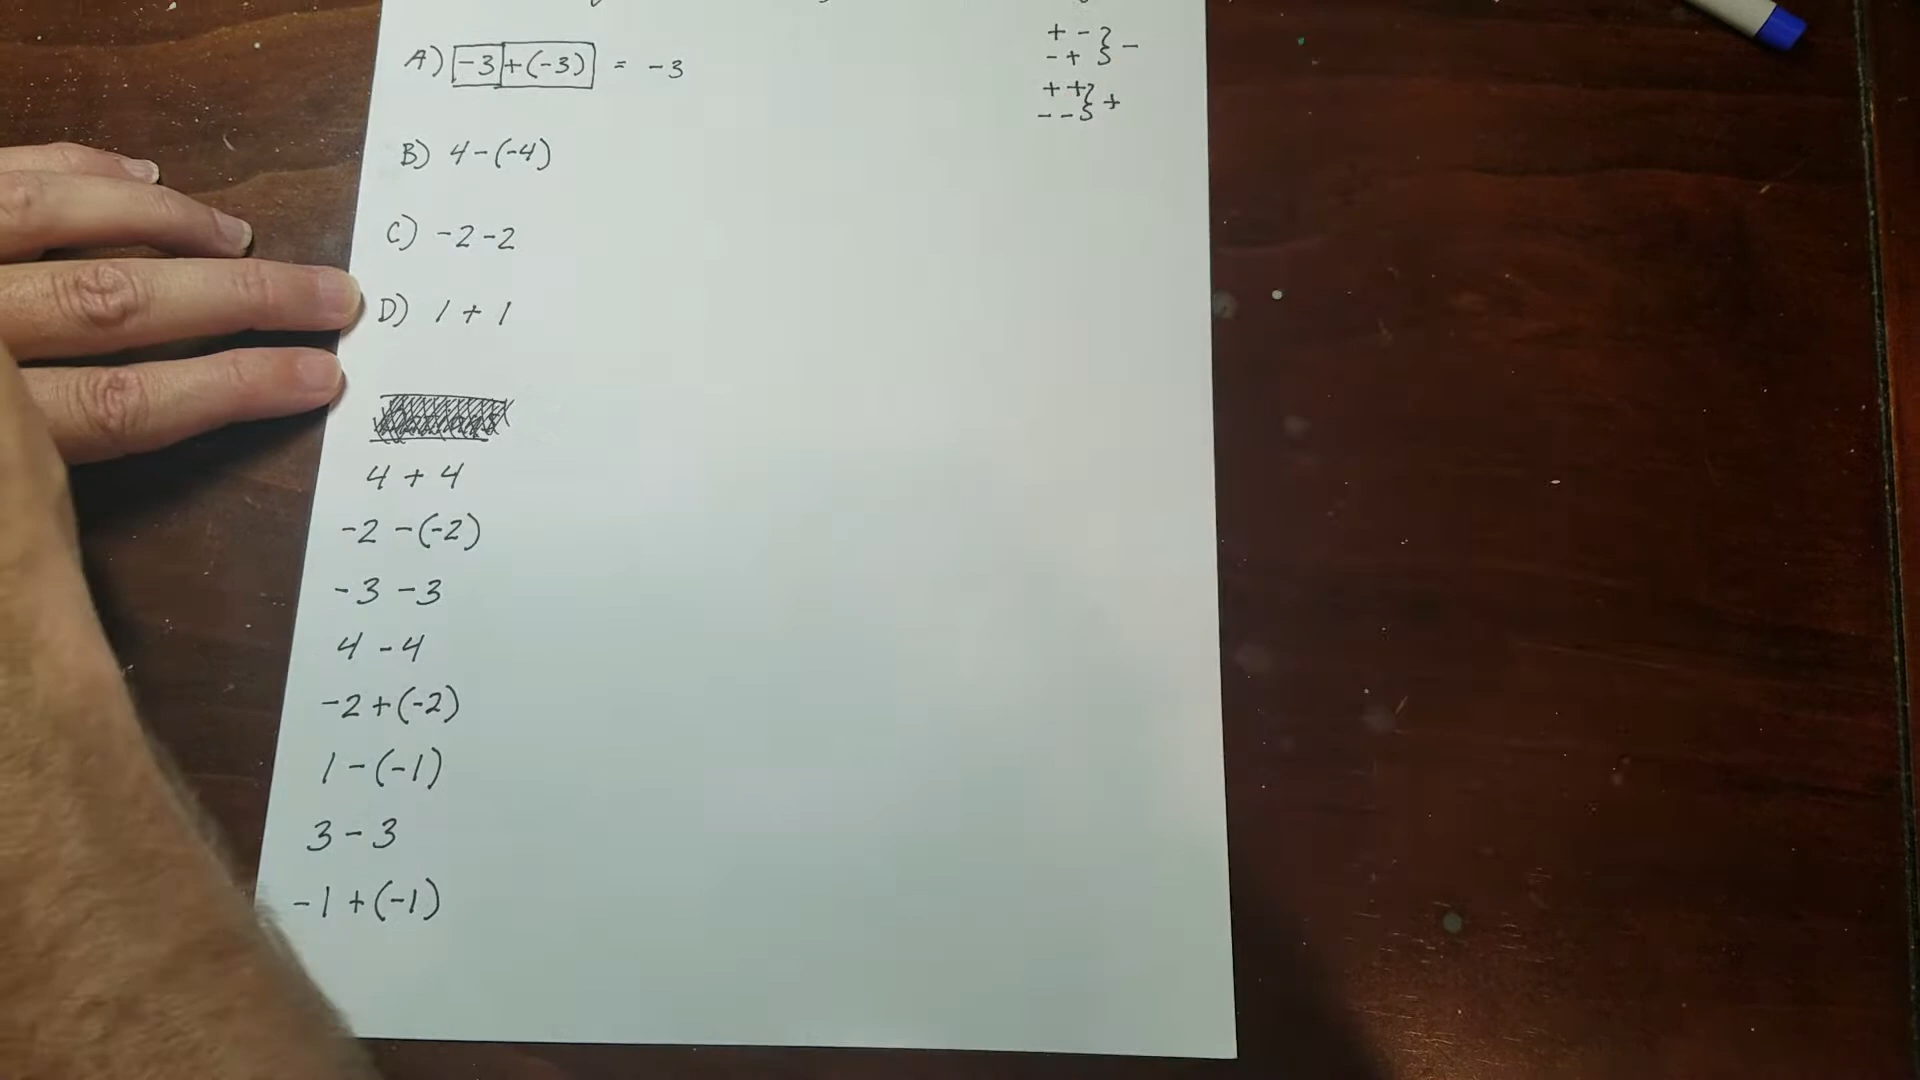 + - } -
- +
+ + } +
- -
A) -3 +(-3) = -3
B) 4-(-4)
C) -2-2
D) 1 + 1
4 + 4
-2 -(-2)
-3 -3
4 - 4
-2+(-2)
1-(-1)
3 - 3
-1 +(-1)